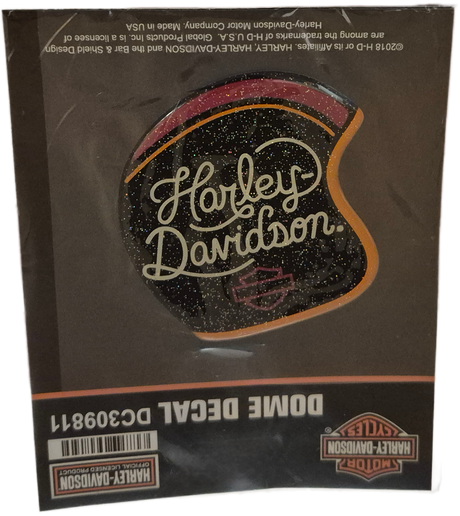 MOTOR
HARLEY-DAVIDSON
CYCLES
®
HARLEY-DAVIDSON
OFFICIAL LICENSED PRODUCT
DOME DECAL DC309811
Harley-
Davidson.
©2018 H-D or its Affiliates. HARLEY, HARLEY-DAVIDSON and the Bar & Shield Design
are among the trademarks of H-D U.S.A. Global Products Inc is a licensee of
Harley-Davidson Motor Company. Made in USA